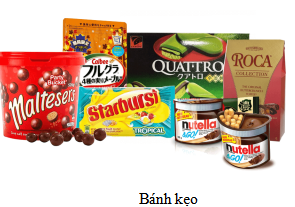 Party
Bucket
Maltesers
フルグラ
Starburst
TROPICAL
QUATTRO
クアトロ
ROCA
COLLECTION
nutella
&GO!
nutella
&GO!
Bánh kẹo